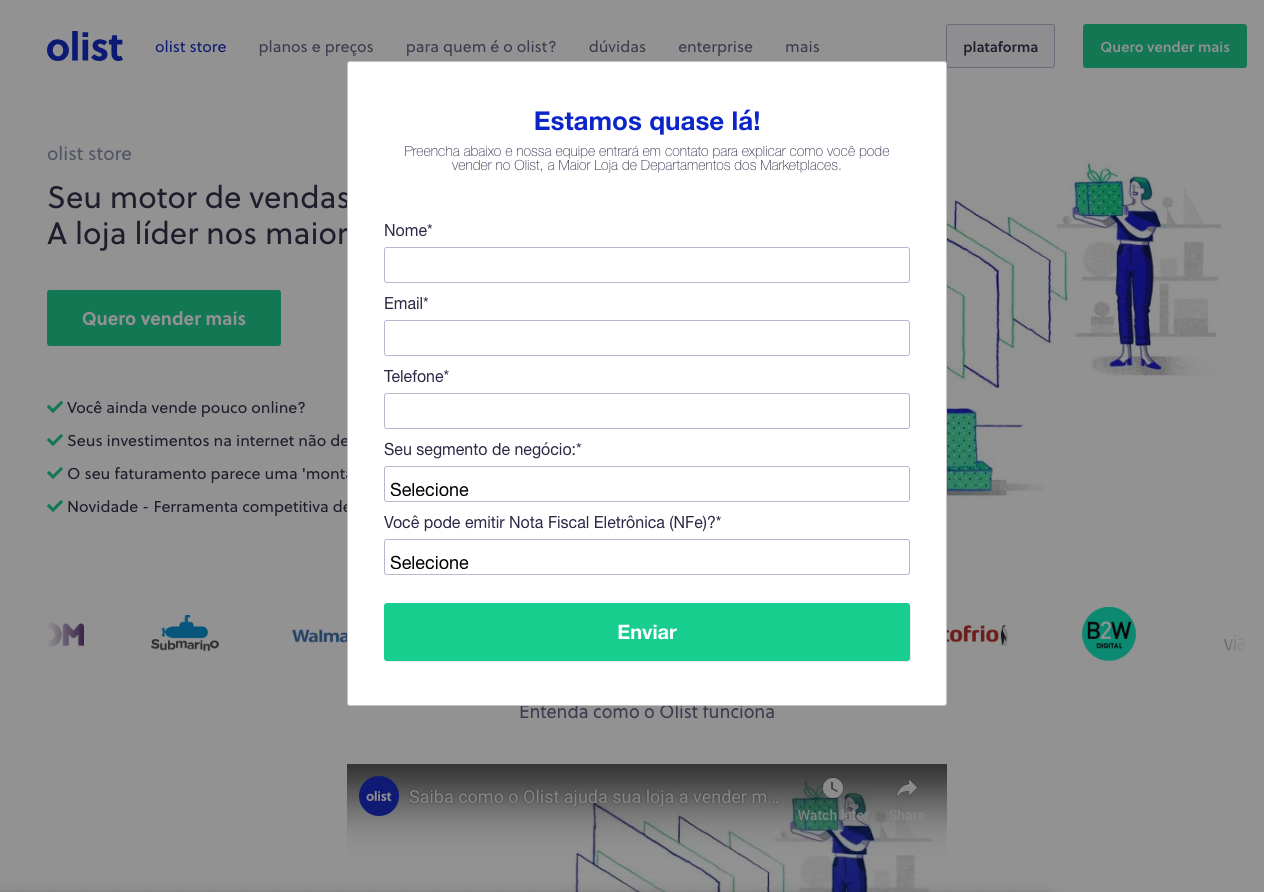 olist
olist store
planos e preços
para quem é o olist?
dúvidas
enterprise
mais
plataforma
Quero vender mais
olist store
Seu motor de vendas
A loja líder nos maior
Quero vender mais
Você ainda vende pouco online?
Seus investimentos na internet não de
O seu faturamento parece uma 'monta
Novidade - Ferramenta competitiva de
Estamos quase lá!
Preencha abaixo e nossa equipe entrará em contato para explicar como você pode
vender no Olist, a Maior Loja de Departamentos dos Marketplaces.
Nome*
Email*
Telefone*
Seu segmento de negócio:*
Selecione
Você pode emitir Nota Fiscal Eletrônica (NFe)?*
Selecione
Enviar
OM
Submarino
Walma
tofrio
B2W
DIGITAL
via
Entenda como o Olist funciona
olist
Saiba como o Olist ajuda sua loja a vender m...
Watch later
Share